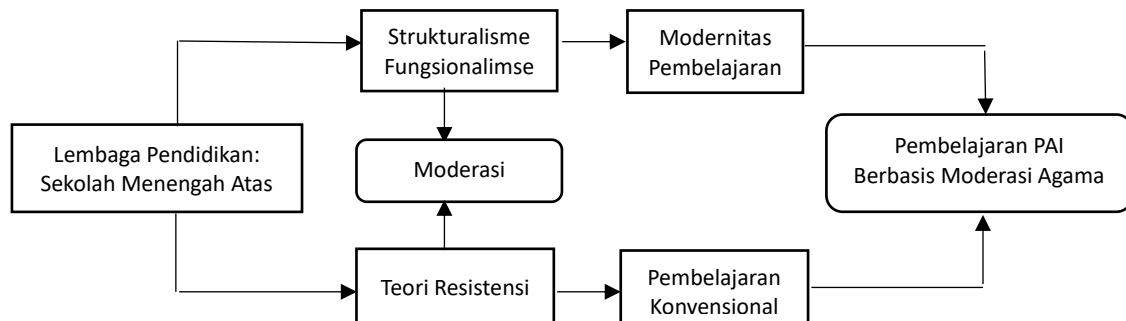 Strukturalisme
Fungsionalimse
Modernitas
Pembelajaran
Lembaga Pendidikan:
Sekolah Menengah Atas
Moderasi
Pembelajaran PAI
Berbasis Moderasi Agama
Teori Resistensi
Pembelajaran
Konvensional